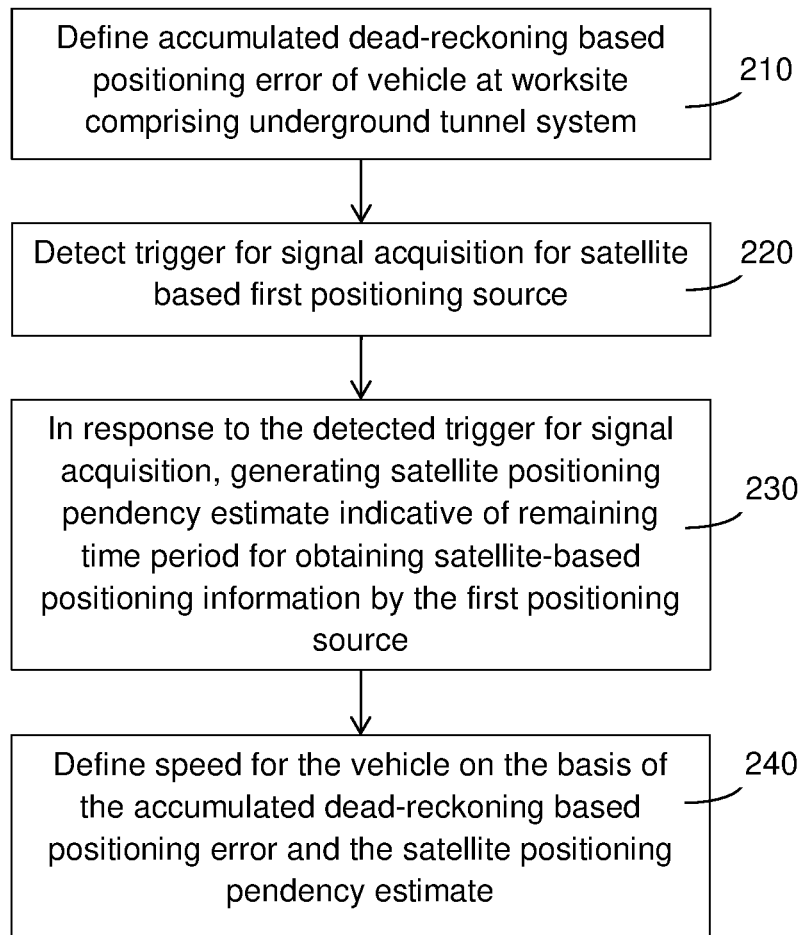 Define accumulated dead-reckoning based
positioning error of vehicle at worksite
comprising underground tunnel system
210
Detect trigger for signal acquisition for satellite
based first positioning source
220
In response to the detected trigger for signal
acquisition, generating satellite positioning
pendency estimate indicative of remaining
time period for obtaining satellite-based
positioning information by the first positioning
source
230
Define speed for the vehicle on the basis of
the accumulated dead-reckoning based
positioning error and the satellite positioning
pendency estimate
240